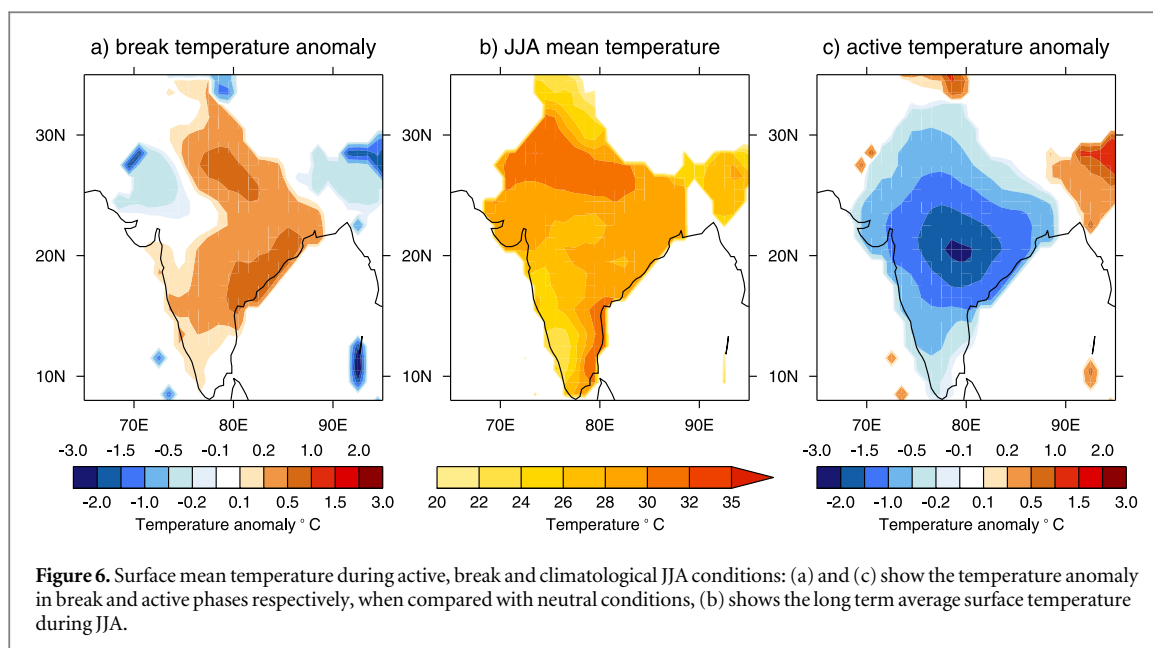 a) break temperature anomaly
b) JJA mean temperature
c) active temperature anomaly
30N
20N
10N
70E 80E 90E
30N
20N
10N
70E 80E 90E
30N
20N
10N
70E 80E 90E
-3.0 -1.5 -0.5 -0.1 0.2 1.0 2.0
-2.0 -1.0 -0.2 0.1 0.5 1.5 3.0
Temperature anomaly ° C
20 22 24 26 28 30 32 35
Temperature ° C
-3.0 -1.5 -0.5 -0.1 0.2 1.0 2.0
-2.0 -1.0 -0.2 0.1 0.5 1.5 3.0
Temperature anomaly ° C
Figure 6. Surface mean temperature during active, break and climatological JJA conditions: (a) and (c) show the temperature anomaly
in break and active phases respectively, when compared with neutral conditions, (b) shows the long term average surface temperature
during JJA.